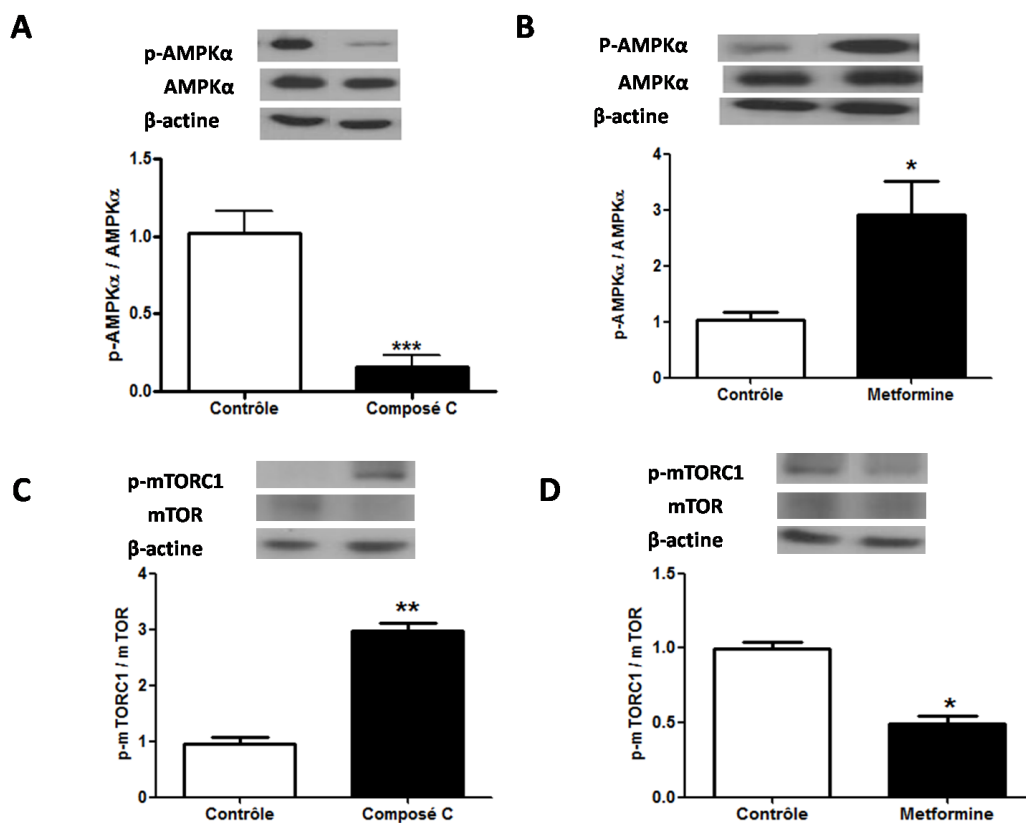 A
p-AMPKα
AMPKα
β-actine
1.5
1.0
0.5
0.0
p-AMPKα / AMPKα
***
Contrôle
Composé C
B
P-AMPKα
AMPKα
β-actine
4
3
2
1
0
p-AMPKα / AMPKα
*
Contrôle
Metformine
C
p-mTORC1
mTOR
β-actine
4
3
2
1
0
p-mTORC1 / mTOR
**
Contrôle
Composé C
D
p-mTORC1
mTOR
β-actine
1.5
1.0
0.5
0.0
p-mTORC1 / mTOR
*
Contrôle
Metformine